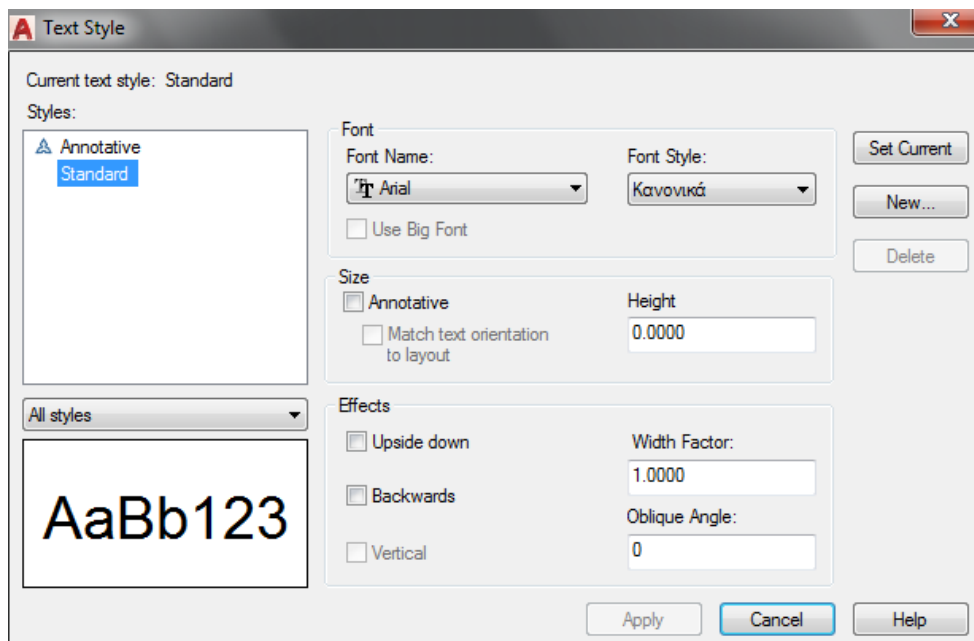 Text Style
Current text style: Standard
Styles:
Annotative
Standard
All styles
AaBb123
Font
Font Name:
Font Style:
Arial
Κανονικά
Use Big Font
Size
Annotative
Height
Match text orientation
to layout
0.0000
Effects
Upside down
Width Factor:
1.0000
Backwards
Oblique Angle:
Vertical
0
Set Current
New...
Delete
Apply
Cancel
Help